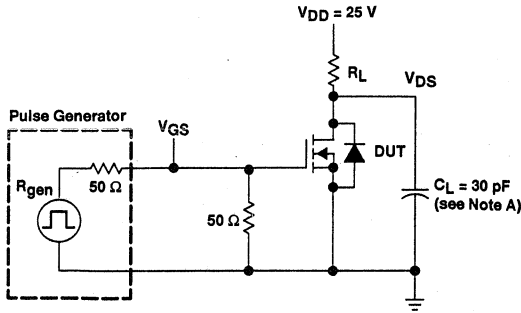 VDD = 25 V
RL
VDS
Pulse Generator
VGS
DUT
Rgen
50 Ω
50 Ω
CL = 30 pF
(see Note A)